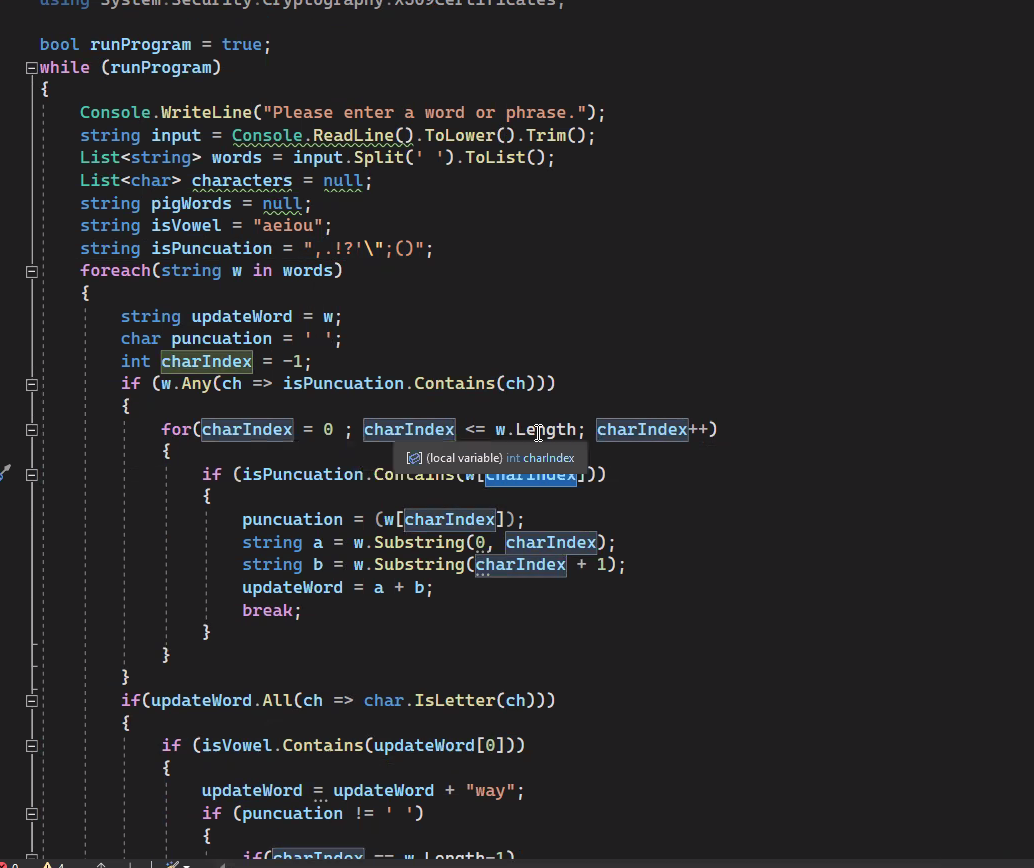 using System.Security.Cryptography.X509Certificates;
bool runProgram = true;
while (runProgram)
{
Console.WriteLine("Please enter a word or phrase.");
string input = Console.ReadLine().ToLower().Trim();
List<string> words = input.Split(' ').ToList();
List<char> characters = null;
string pigWords = null;
string isVowel = "aeiou";
string isPuncuation = ",.!?'\";()";
foreach(string w in words)
{
string updateWord = w;
char puncuation = ' ';
int charIndex = -1;
if (w.Any(ch => isPuncuation.Contains(ch)))
{
for(charIndex = 0 ; charIndex <= w.Length; charIndex++)
{
(local variable) int charIndex
if (isPuncuation.Contains(w[charIndex]))
{
puncuation = (w[charIndex]);
string a = w.Substring(0, charIndex);
string b = w.Substring(charIndex + 1);
updateWord = a + b;
break;
}
}
}
if(updateWord.All(ch => char.IsLetter(ch)))
{
if (isVowel.Contains(updateWord[0]))
{
updateWord = updateWord + "way";
if (puncuation != ' ')
{
if(charIndex == w.Length-1)